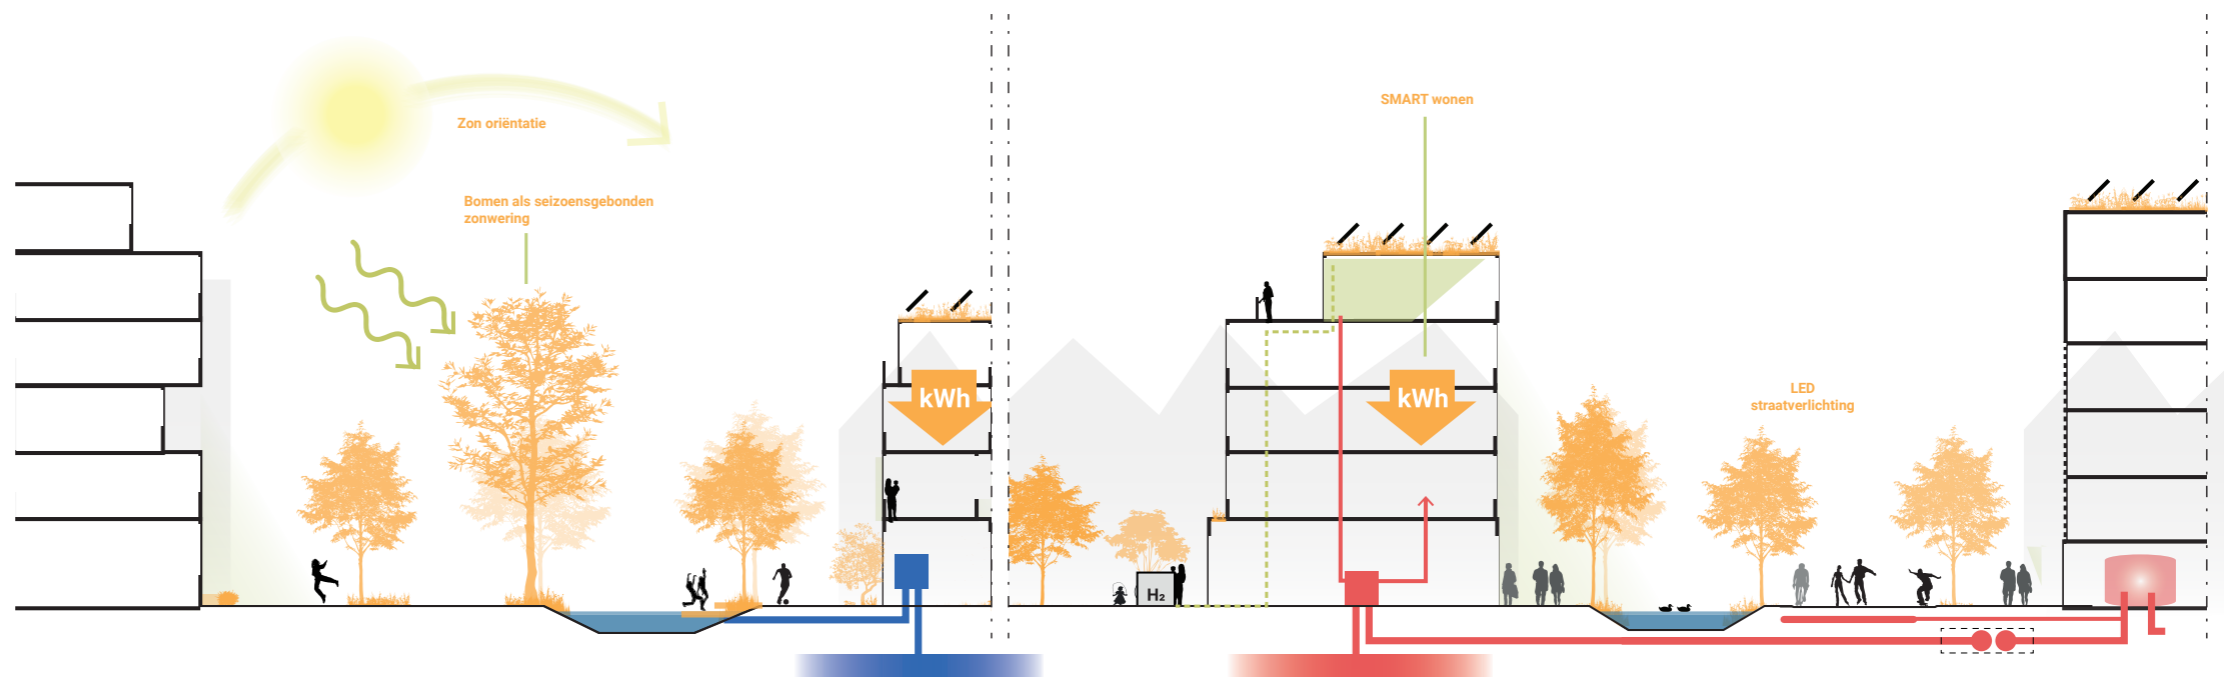 Zon oriëntatie
Bomen als seizoensgebonden
zonwering
kWh
SMART wonen
kWh
H₂
LED
straatverlichting